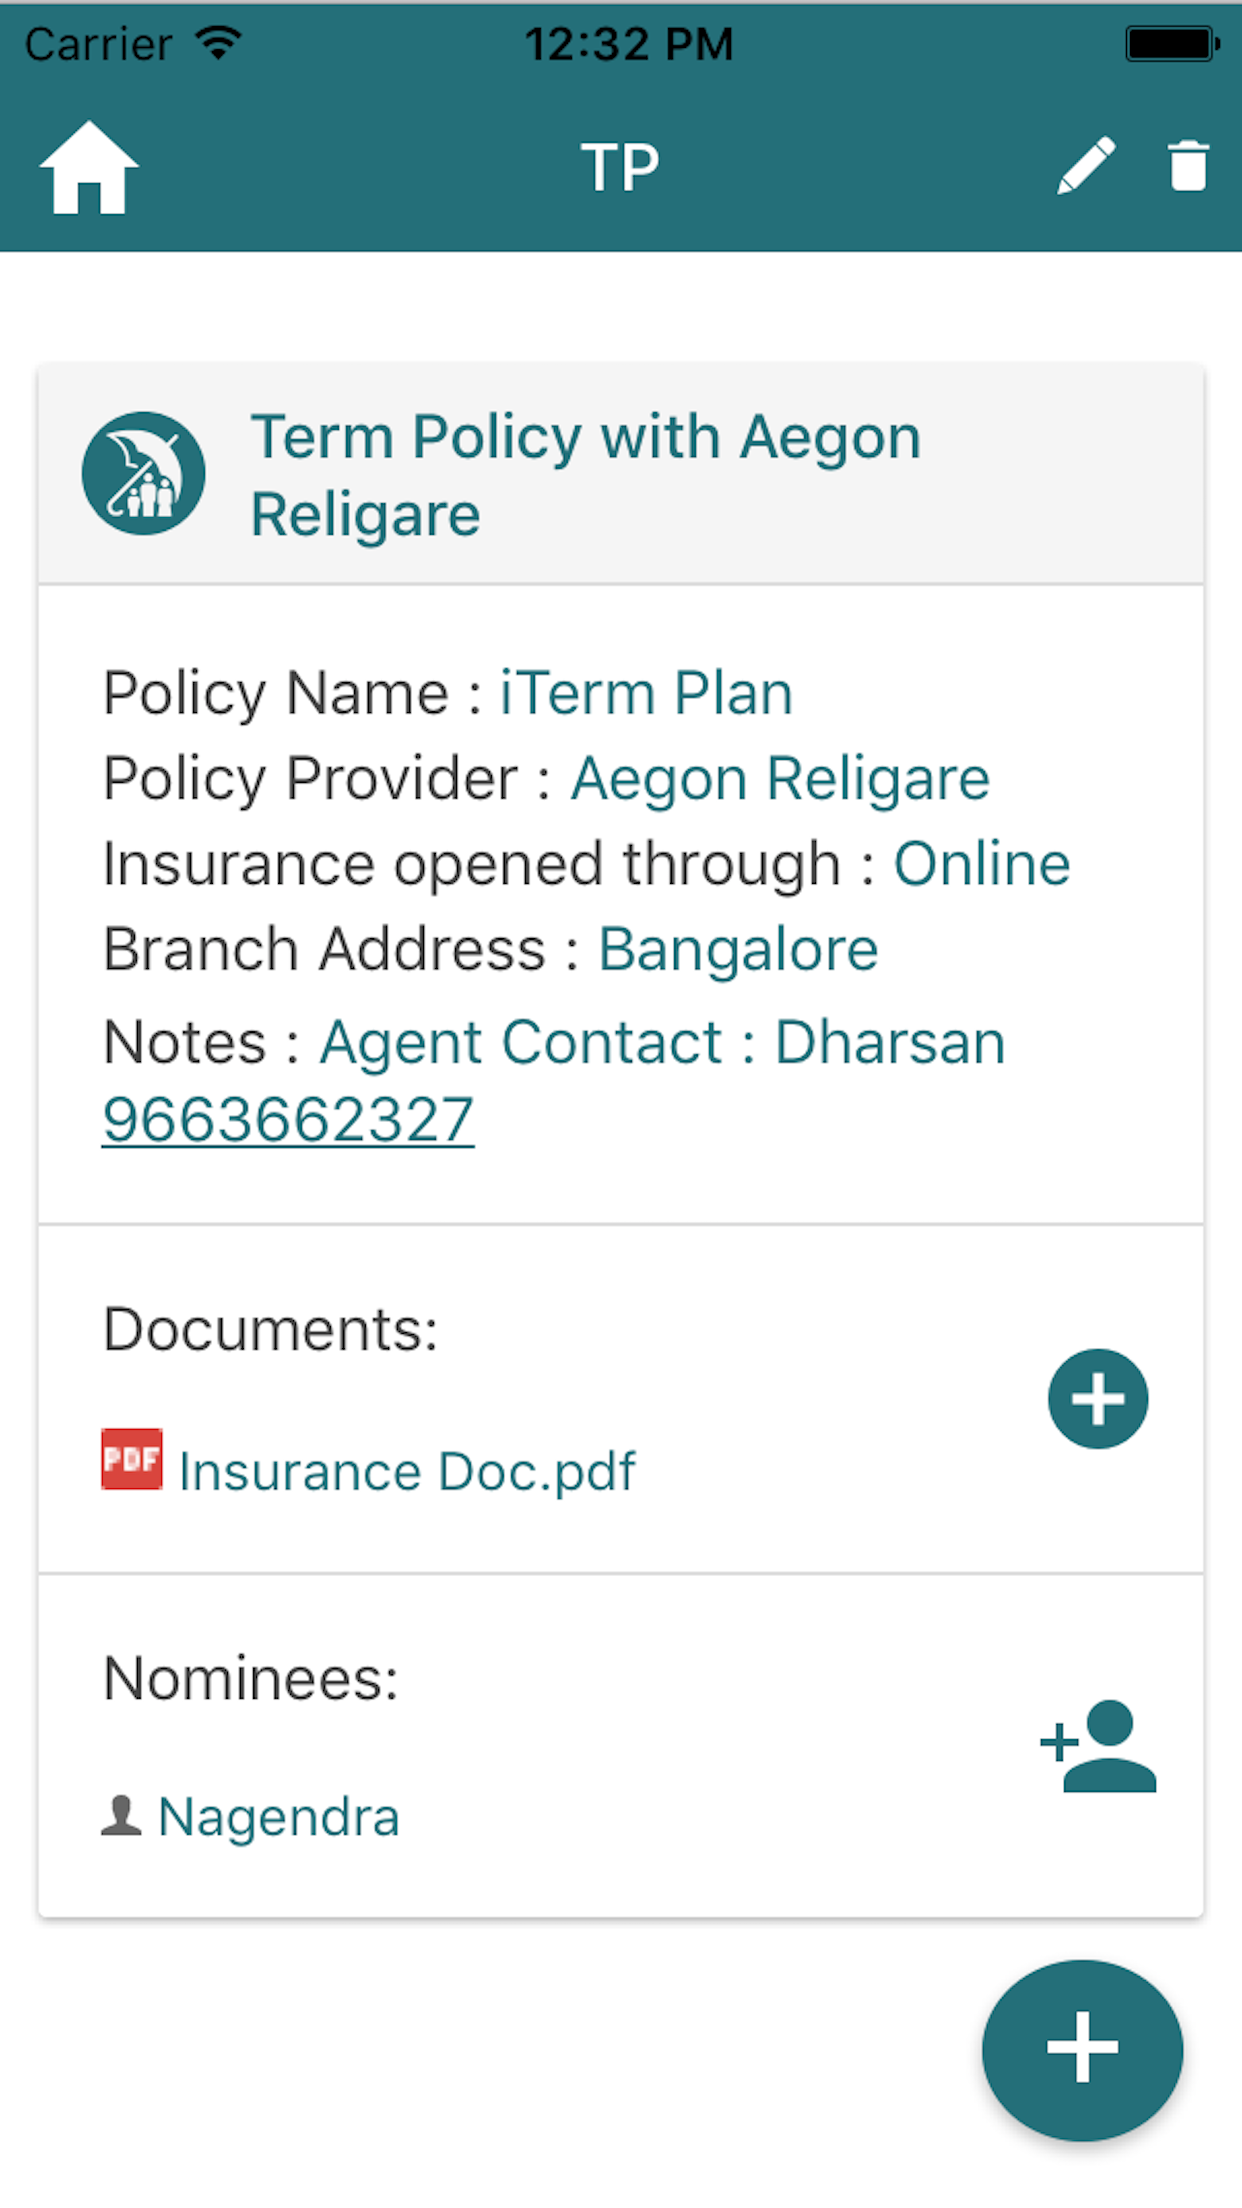 Carrier 12:32 PM
TP
Term Policy with Aegon
Religare
Policy Name : iTerm Plan
Policy Provider : Aegon Religare
Insurance opened through : Online
Branch Address : Bangalore
Notes : Agent Contact : Dharsan
9663662327
Documents:
PDF Insurance Doc.pdf
Nominees:
Nagendra